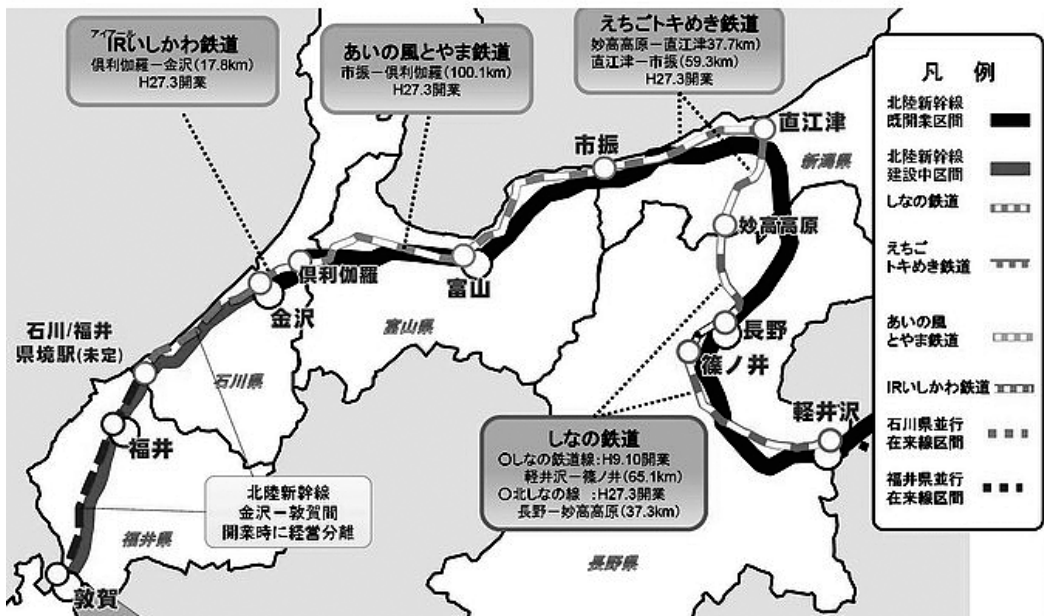 アイアール
IRいしかわ鉄道
倶利伽羅－金沢(17.8km)
H27.3開業
あいの風とやま鉄道
市振－倶利伽羅(100.1km)
H27.3開業
えちごトキめき鉄道
妙高高原－直江津37.7km)
直江津－市振(59.3km)
H27.3開業
凡 例
北陸新幹線
既開業区間
北陸新幹線
建設中区間
しなの鉄道
えちご
トキめき鉄道
あいの風
とやま鉄道
IRいしかわ鉄道
石川県並行
在来線区間
福井県並行
在来線区間
直江津
市振
新潟県
妙高高原
倶利伽羅
富山
金沢
富山県
長野
篠ノ井
石川/福井
県境駅(未定)
石川県
軽井沢
福井
しなの鉄道
○しなの鉄道線：H9.10開業
軽井沢－篠ノ井(65.1km)
○北しなの線 ：H27.3開業
長野－妙高高原(37.3km)
北陸新幹線
金沢－敦賀間
開業時に経営分離
福井県
長野県
敦賀